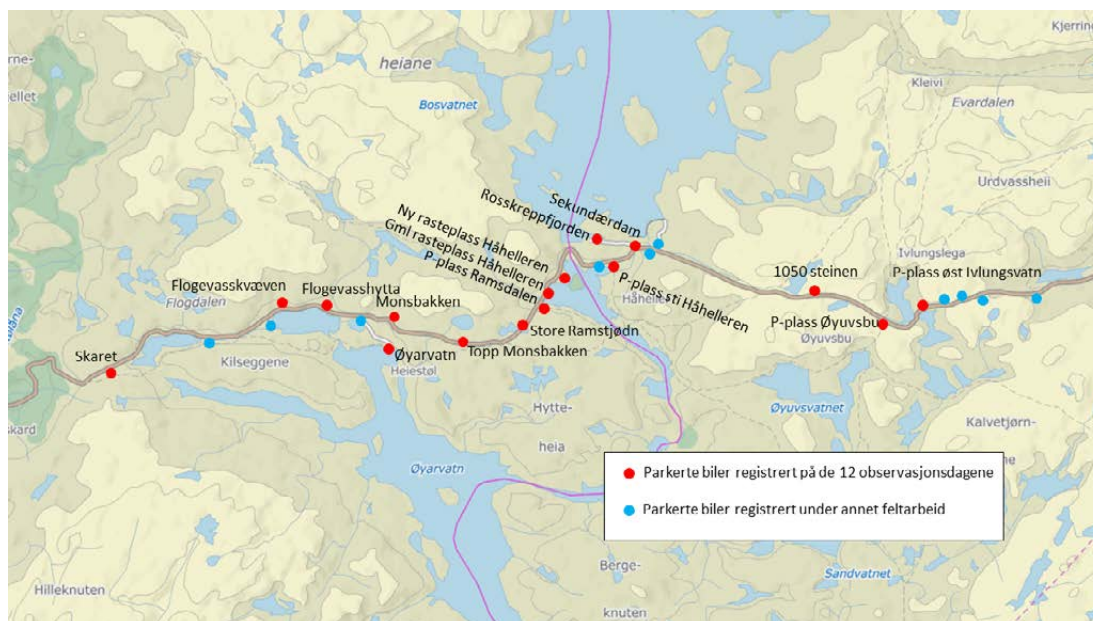 Kjerring
heiane
Kleivi
Bosvatnet
Evardalen
Urdvassheii
Sekundærdam
Rosskreppfjorden
Ny rasteplass Håhelleren
Gml rasteplass Håhelleren
P-plass Ramsdalen
Ivlungslega
1050 steinen
P-plass øst Ivlungsvatn
Flogevasskvæven
Flogevasshytta
Flogdalen
Monsbakken
Håhelle
P-plass sti Håhelleren
P-plass Øyuvsbu
Øyuvsbu
Store Ramstjødn
Skaret
Kilseggene
Øyarvatn
Topp Monsbakken
Heiestøl
Hytte-
heia
Øyuvsvatnet
Kalvetjørn-
skard
Øyarvatn
Parkerte biler registrert på de 12 observasjonsdagene
Parkerte biler registrert under annet feltarbeid
Hilleknuten
Berge-
knuten
Sandvatnet